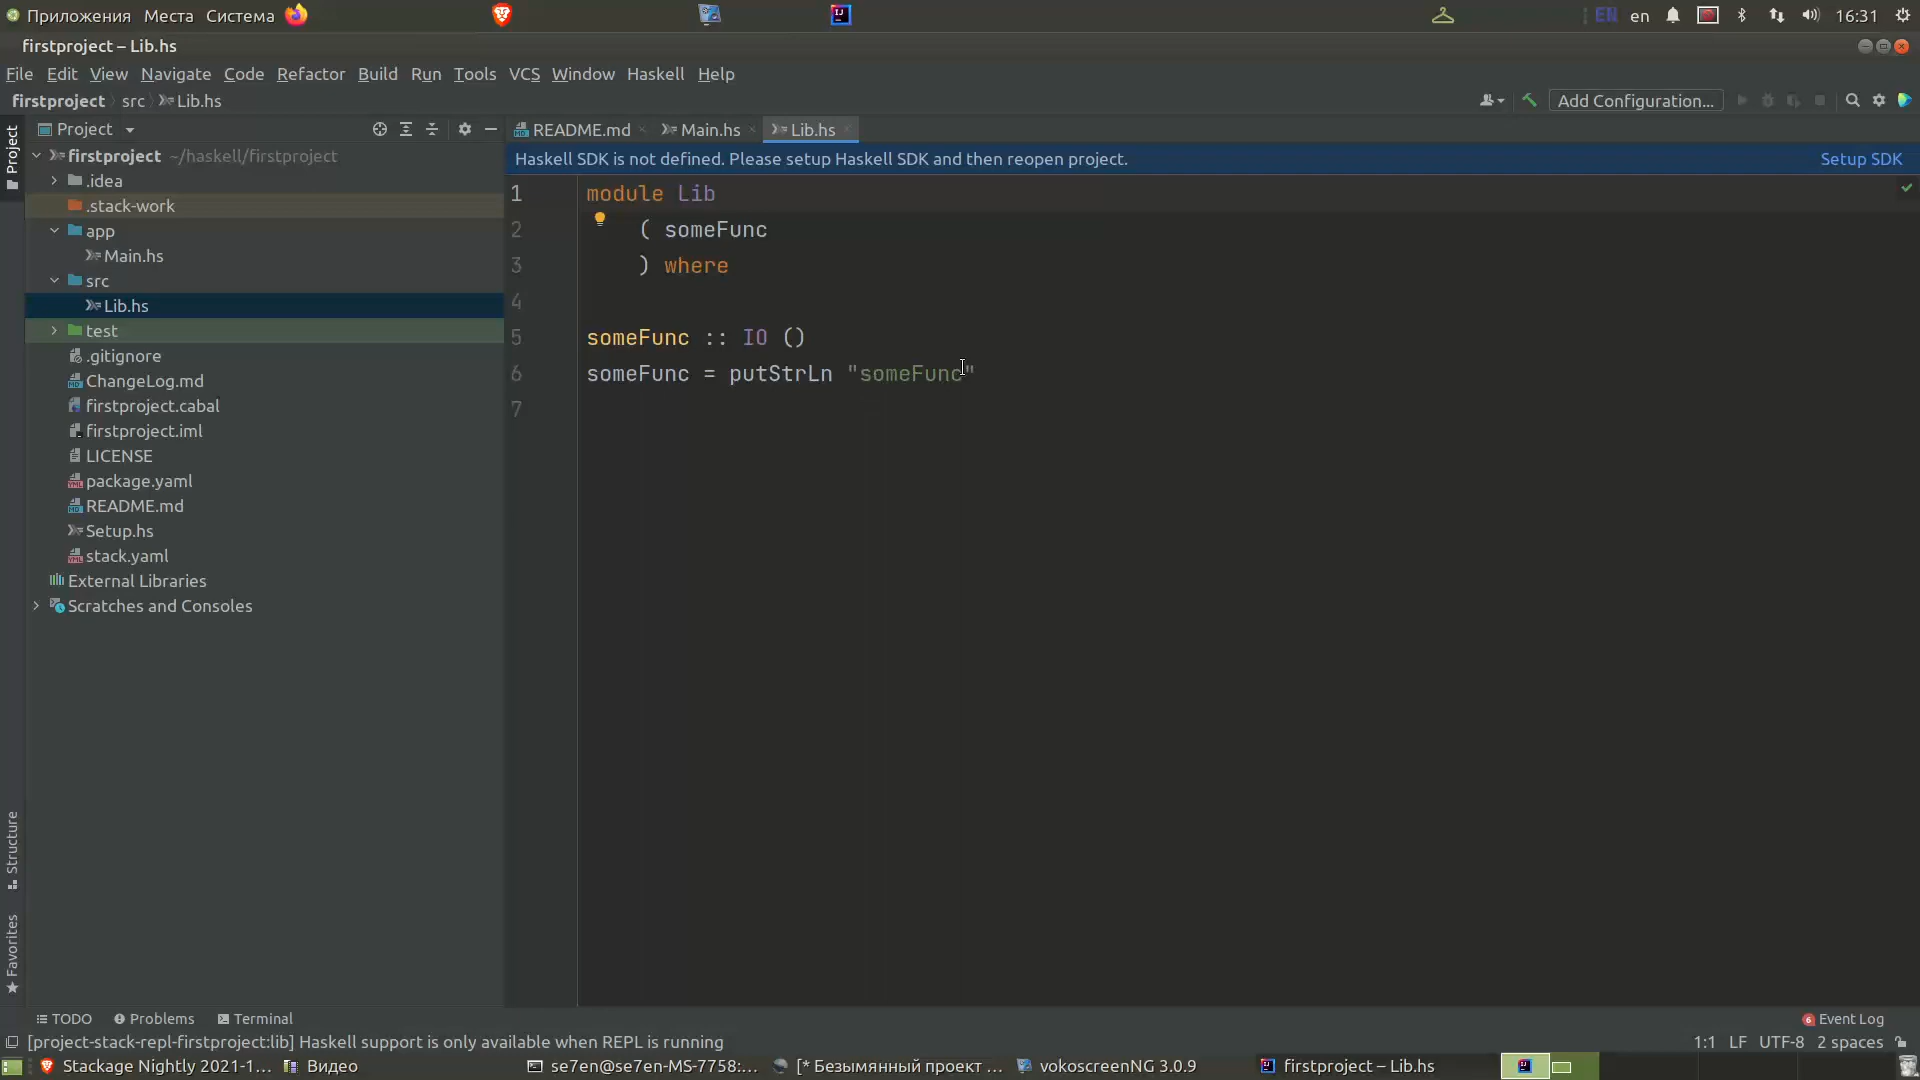 Приложения Места Система EN en 16:31
firstproject – Lib.hs
File Edit View Navigate Code Refactor Build Run Tools VCS Window Haskell Help
firstproject src Lib.hs Add Configuration...
Project
Project
README.md Main.hs Lib.hs
Haskell SDK is not defined. Please setup Haskell SDK and then reopen project. Setup SDK
firstproject ~/haskell/firstproject
.idea
.stack-work
app
Main.hs
src
Lib.hs
test
.gitignore
ChangeLog.md
firstproject.cabal
firstproject.iml
LICENSE
package.yaml
README.md
Setup.hs
stack.yaml
External Libraries
Scratches and Consoles
1 module Lib
2 ( someFunc
3 ) where
4
5 someFunc :: IO ()
6 someFunc = putStrLn "someFunc"
7
Structure
Favorites
TODO Problems Terminal 6 Event Log
[project-stack-repl-firstproject:lib] Haskell support is only available when REPL is running 1:1 LF UTF-8 2 spaces
Stackage Nightly 2021-1... Видео se7en@se7en-MS-7758:... [* Безымянный проект ... vokoscreenNG 3.0.9 firstproject – Lib.hs